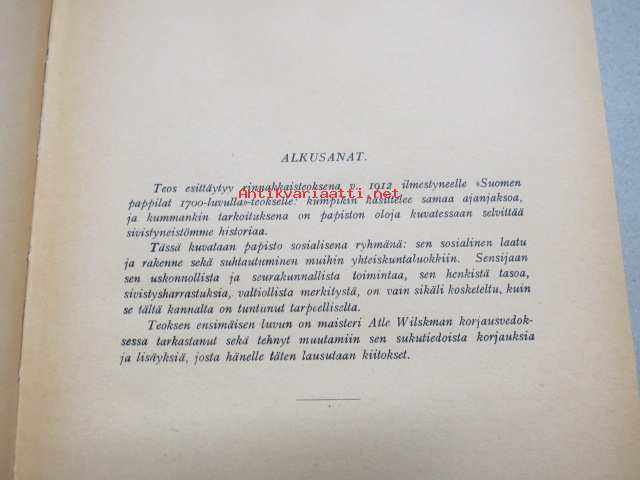 ALKUSANAT.
Teos esittäytyy rinnakkaisteoksena v. 1912 ilmestyneelle «Suomen
Antikvariaatti.net
pappilat 1700-luvulla»-teokselle: kumpikin käsittelee samaa ajanjaksoa,
ja kummankin tarkoituksena on papiston oloja kuvatessaan selvittää
sivistyneistömme historiaa.
Tässä kuvataan papisto sosialisena ryhmänä: sen sosialinen laatu
ja rakenne sekä suhtautuminen muihin yhteiskuntaluokkiin. Sensijaan
sen uskonnollista ja seurakunnallista toimintaa, sen henkistä tasoa,
sivistysharrastuksia, valtiollista merkitystä, on vain sikäli kosketeltu, kuin
se tältä kannalta on tuntunut tarpeelliselta.
Teoksen ensimäisen luvun on maisteri Atle Wilskman korjausvedok-
sessa tarkastanut sekä tehnyt muutamiin sen sukutiedoista korjauksia
ja lisäyksiä, josta hänelle täten lausutaan kiitokset.